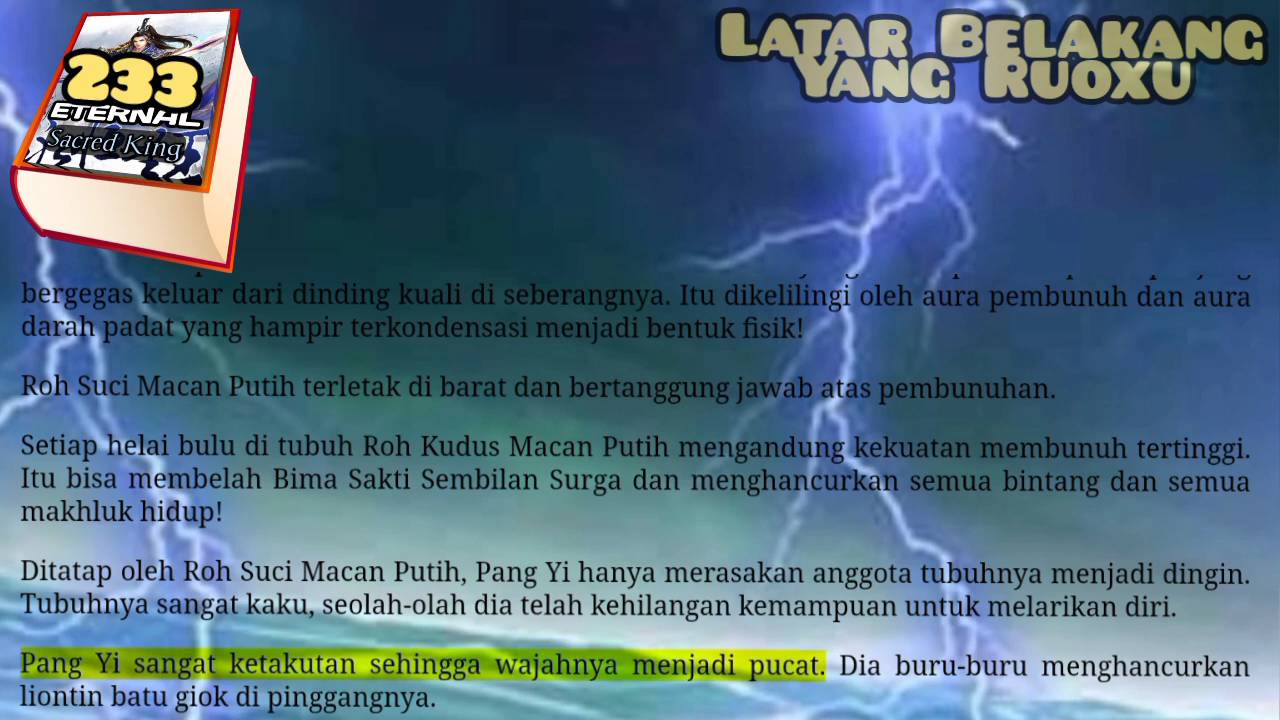 233
ETERNAL
Sacred King
LATAR BELAKANG
YANG RUOXU
bergegas keluar dari dinding kuali di seberangnya. Itu dikelilingi oleh aura pembunuh dan aura
darah padat yang hampir terkondensasi menjadi bentuk fisik!
Roh Suci Macan Putih terletak di barat dan bertanggung jawab atas pembunuhan.
Setiap helai bulu di tubuh Roh Kudus Macan Putih mengandung kekuatan membunuh tertinggi.
Itu bisa membelah Bima Sakti Sembilan Surga dan menghancurkan semua bintang dan semua
makhluk hidup!
Ditatap oleh Roh Suci Macan Putih, Pang Yi hanya merasakan anggota tubuhnya menjadi dingin.
Tubuhnya sangat kaku, seolah-olah dia telah kehilangan kemampuan untuk melarikan diri.
Pang Yi sangat ketakutan sehingga wajahnya menjadi pucat. Dia buru-buru menghancurkan
liontin batu giok di pinggangnya.